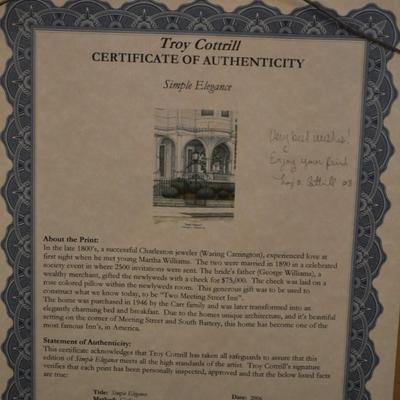 Troy Cottrill
CERTIFICATE OF AUTHENTICITY
Simple Elegance
Very best wishes!
Enjoy your print
Troy Cottrill 08
About the Print:
In the late 1800's, a successful Charleston jeweler (Waring Carrington), experienced love at
first sight when he met young Martha Williams. The two were married in 1890 in a celebrated
society event in where 2500 invitations were sent. The bride's father (George Williams), a
wealthy merchant, gifted the newlyweds with a check for $75,000. The check was laid on a
rose colored pillow within the newlyweds room. This generous gift was to be used to
construct what we know today, to be "Two Meeting Street Inn".
The home was purchased in 1946 by the Carr family and was later transformed into an
elegantly charming bed and breakfast. Due to the homes unique architecture, and it's beautiful
setting on the corner of Meeting Street and South Battery, this home has become one of the
most famous Inn's, in America.
Statement of Authenticity:
This certificate acknowledges that Troy Cottrill has taken all safeguards to assure that this
edition of Simple Elegance meets all the high standards of the artist. Troy Cottrill's signature
verifies that each print has been personally inspected, approved and that the below listed facts
are true:
Title: Simple Elegance
Date: 2006